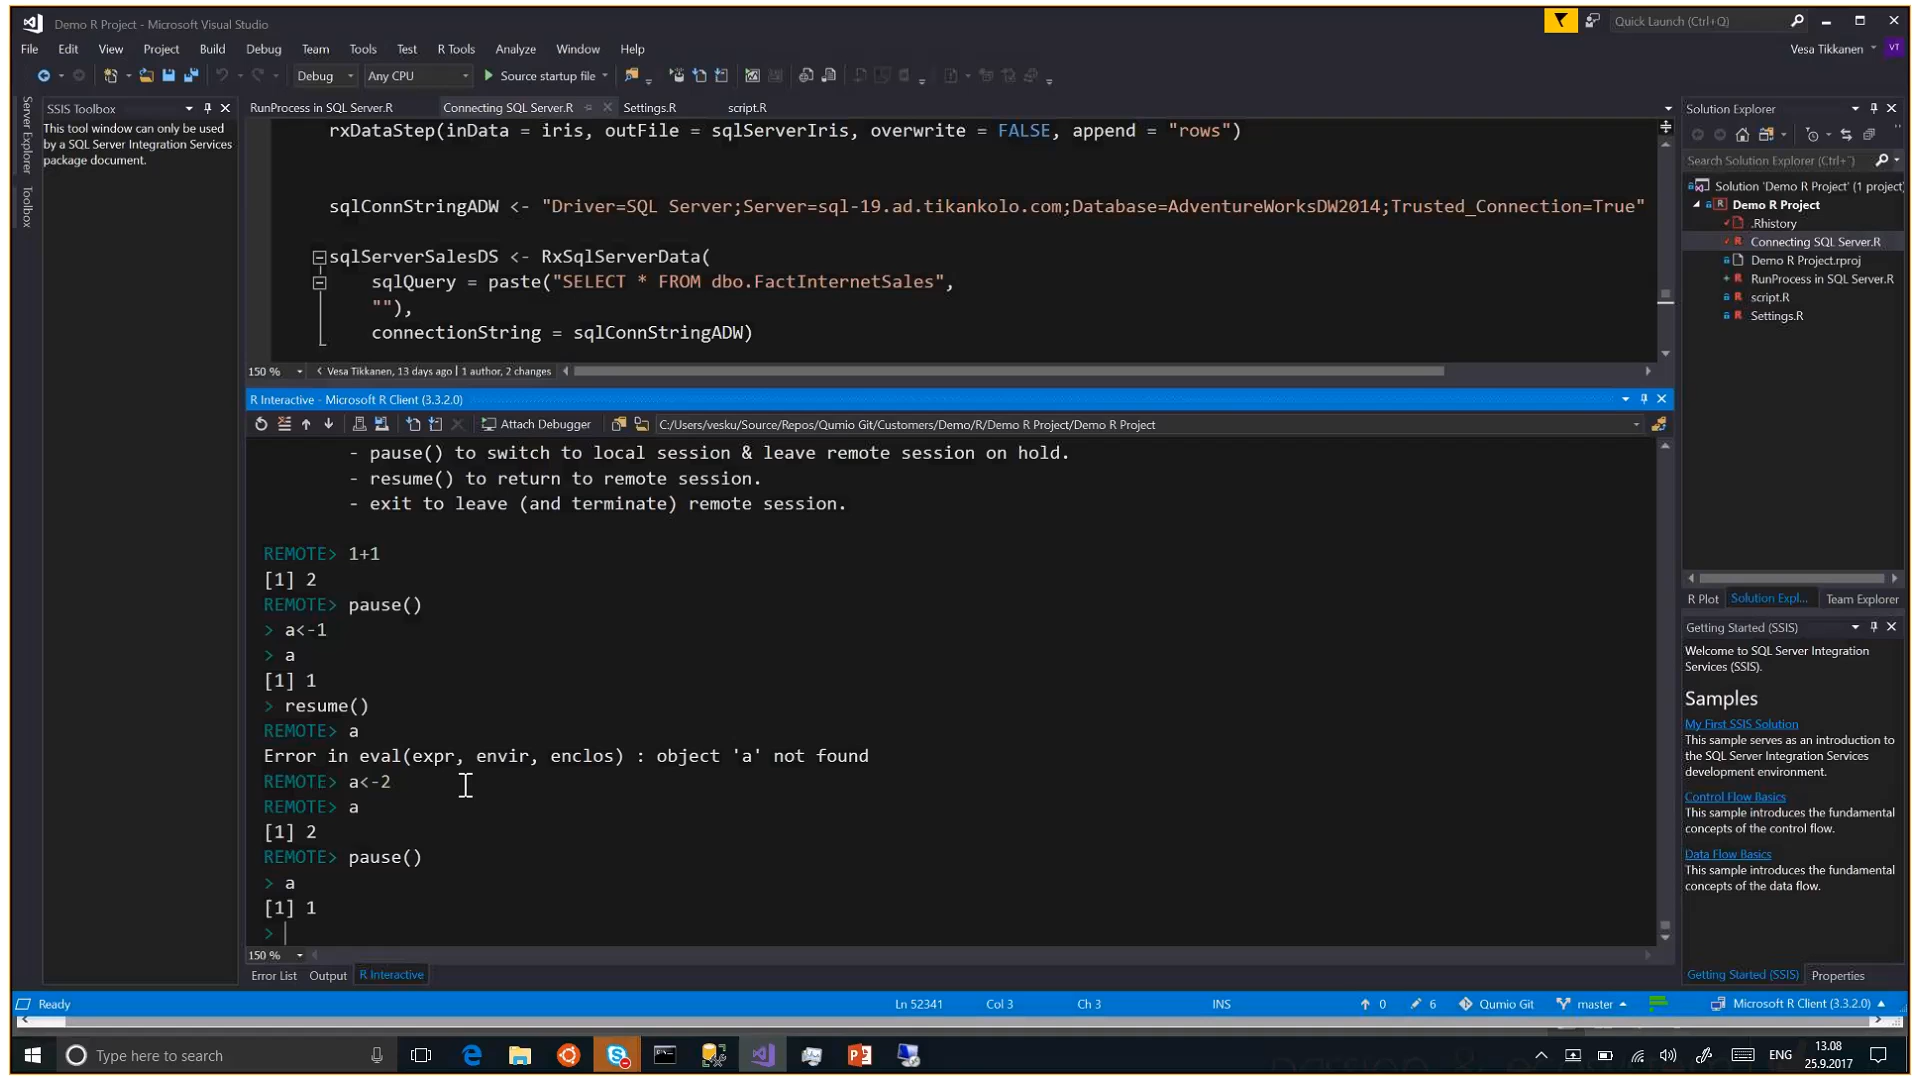 Demo R Project - Microsoft Visual Studio
Quick Launch (Ctrl+Q)
File Edit View Project Build Debug Team Tools Test R Tools Analyze Window Help
Vesa Tikkanen VT
Debug Any CPU Source startup file
Server Explorer
Toolbox
SSIS Toolbox
This tool window can only be used
by a SQL Server Integration Services
package document.
RunProcess in SQL Server.R Connecting SQL Server.R Settings.R script.R
rxDataStep(inData = iris, outFile = sqlServerIris, overwrite = FALSE, append = "rows")
sqlConnStringADW <- "Driver=SQL Server;Server=sql-19.ad.tikankolo.com;Database=AdventureWorksDW2014;Trusted_Connection=True"
sqlServerSalesDS <- RxSqlServerData(
sqlQuery = paste("SELECT * FROM dbo.FactInternetSales",
""),
connectionString = sqlConnStringADW)
150 % Vesa Tikkanen, 13 days ago | 1 author, 2 changes
R Interactive - Microsoft R Client (3.3.2.0)
Attach Debugger C:/Users/vesku/Source/Repos/Qumio Git/Customers/Demo/R/Demo R Project/Demo R Project
- pause() to switch to local session & leave remote session on hold.
- resume() to return to remote session.
- exit to leave (and terminate) remote session.
REMOTE> 1+1
[1] 2
REMOTE> pause()
> a<-1
> a
[1] 1
> resume()
REMOTE> a
Error in eval(expr, envir, enclos) : object 'a' not found
REMOTE> a<-2
REMOTE> a
[1] 2
REMOTE> pause()
> a
[1] 1
>
150 %
Error List Output R Interactive
Solution Explorer
Search Solution Explorer (Ctrl+¨)
Solution 'Demo R Project' (1 project)
Demo R Project
.Rhistory
Connecting SQL Server.R
Demo R Project.rproj
RunProcess in SQL Server.R
script.R
Settings.R
R Plot Solution Expl... Team Explorer
Getting Started (SSIS)
Welcome to SQL Server Integration
Services (SSIS).
Samples
My First SSIS Solution
This sample serves as an introduction to
the SQL Server Integration Services
development environment.
Control Flow Basics
This sample introduces the fundamental
concepts of the control flow.
Data Flow Basics
This sample introduces the fundamental
concepts of the data flow.
Getting Started (SSIS) Properties
Ready Ln 52341 Col 3 Ch 3 INS 0 6 Qumio Git master Microsoft R Client (3.3.2.0)
Type here to search
ENG 13.08
25.9.2017